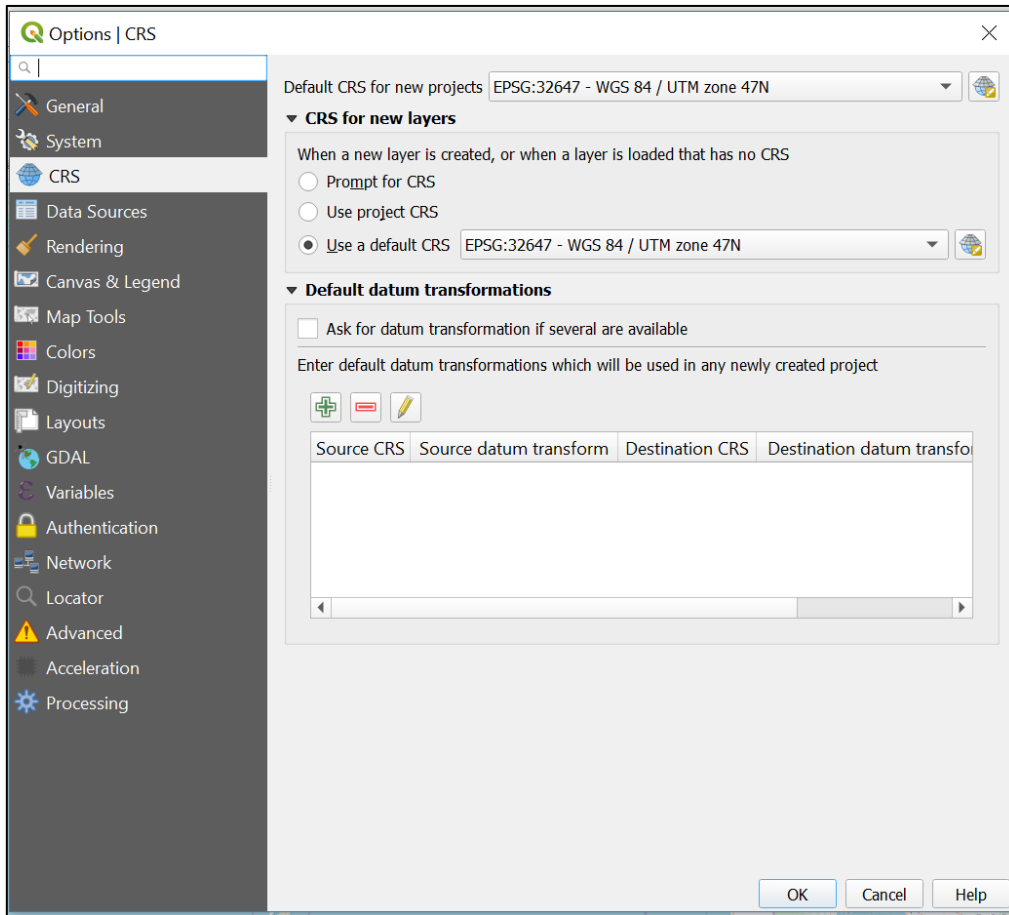 Options | CRS
General
System
CRS
Data Sources
Rendering
Canvas & Legend
Map Tools
Colors
Digitizing
Layouts
GDAL
Variables
Authentication
Network
Locator
Advanced
Acceleration
Processing
Default CRS for new projects EPSG:32647 - WGS 84 / UTM zone 47N
CRS for new layers
When a new layer is created, or when a layer is loaded that has no CRS
Prompt for CRS
Use project CRS
Use a default CRS EPSG:32647 - WGS 84 / UTM zone 47N
Default datum transformations
Ask for datum transformation if several are available
Enter default datum transformations which will be used in any newly created project
Source CRS Source datum transform Destination CRS Destination datum transfo
OK Cancel Help